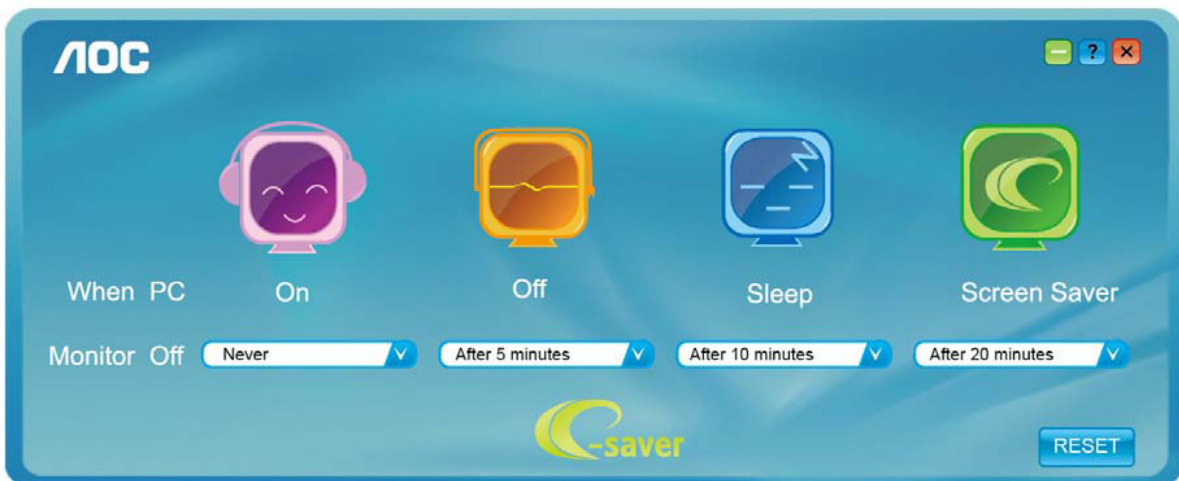 AOC
?
When PC On Off Sleep Screen Saver
Monitor Off Never After 5 minutes After 10 minutes After 20 minutes
e-saver
RESET